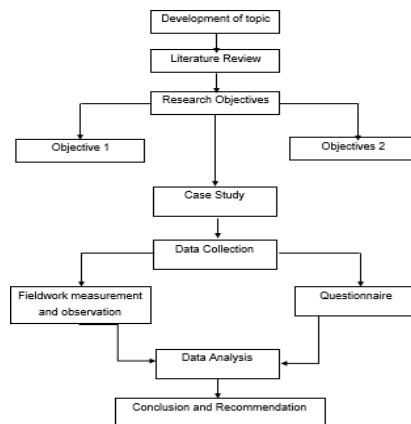 Development of topic
Literature Review
Research Objectives
Objective 1
Objectives 2
Case Study
Data Collection
Fieldwork measurement
and observation
Questionnaire
Data Analysis
Conclusion and Recommendation